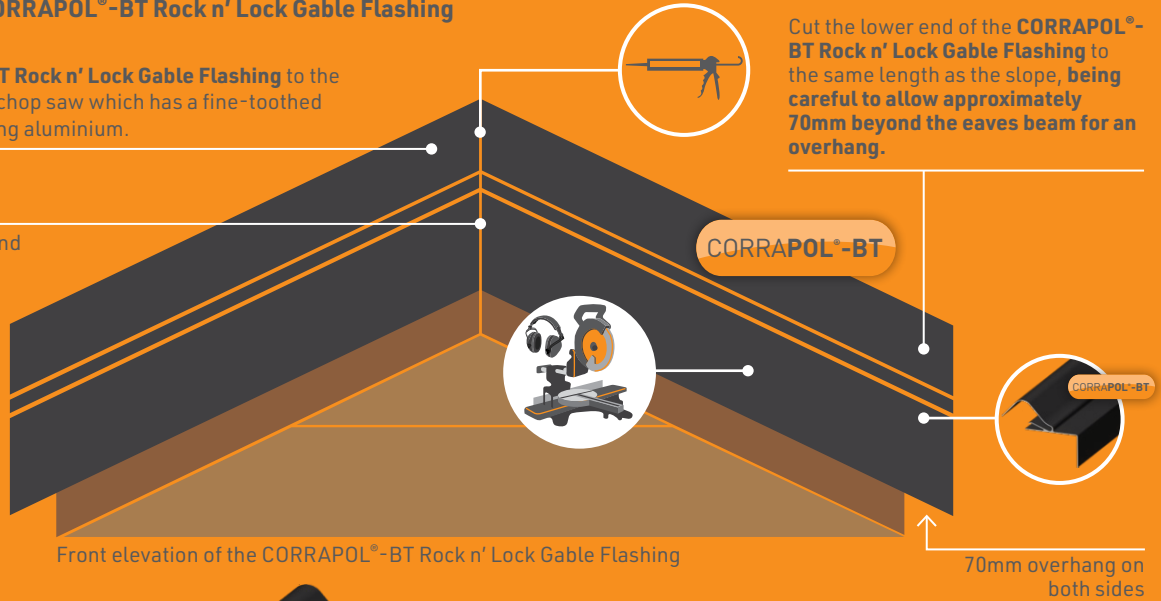 ORRAPOL®-BT Rock n' Lock Gable Flashing
T Rock n' Lock Gable Flashing to the
chop saw which has a fine-toothed
ng aluminium.
nd
Cut the lower end of the CORRAPOL®-
BT Rock n' Lock Gable Flashing to
the same length as the slope, being
careful to allow approximately
70mm beyond the eaves beam for an
overhang.
CORRAPOL®-BT
CORRAPOL®-BT
Front elevation of the CORRAPOL®-BT Rock n' Lock Gable Flashing
70mm overhang on
both sides